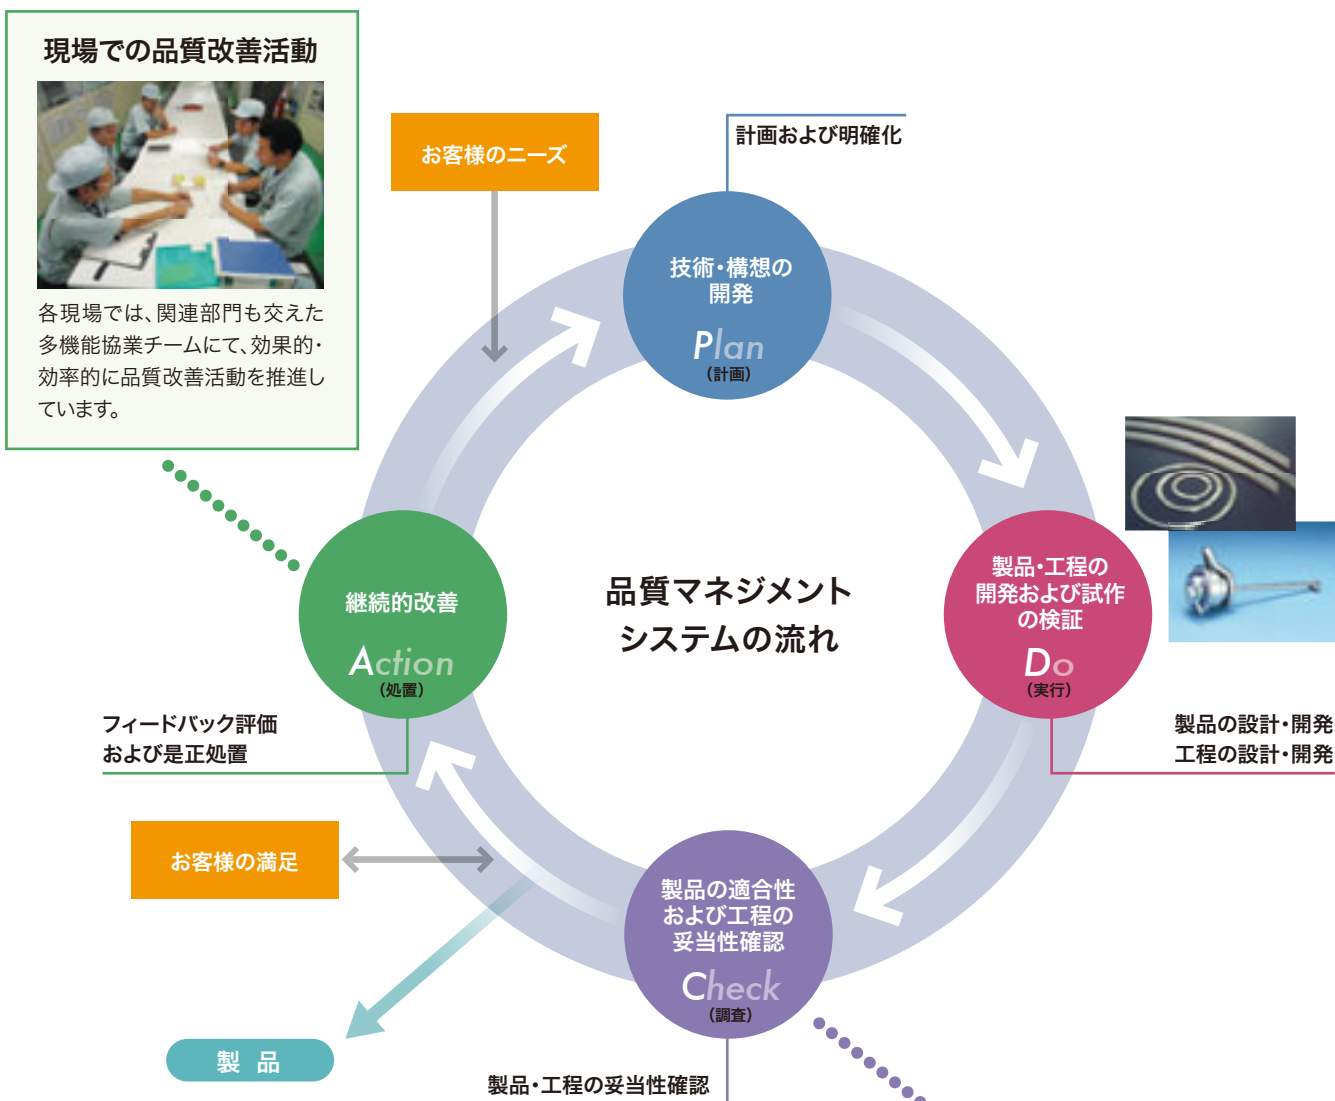 現場での品質改善活動
各現場では、関連部門も交えた
多機能協業チームにて、効果的・
効率的に品質改善活動を推進し
ています。
お客様のニーズ
計画および明確化
技術・構想の
開発
Plan
（計画）
製品・工程の
開発および試作
の検証
Do
（実行）
製品の設計・開発
工程の設計・開発
品質マネジメント
システムの流れ
継続的改善
Action
（処置）
フィードバック評価
および是正処置
お客様の満足
製品の適合性
および工程の
妥当性確認
Check
（調査）
製品
製品・工程の妥当性確認